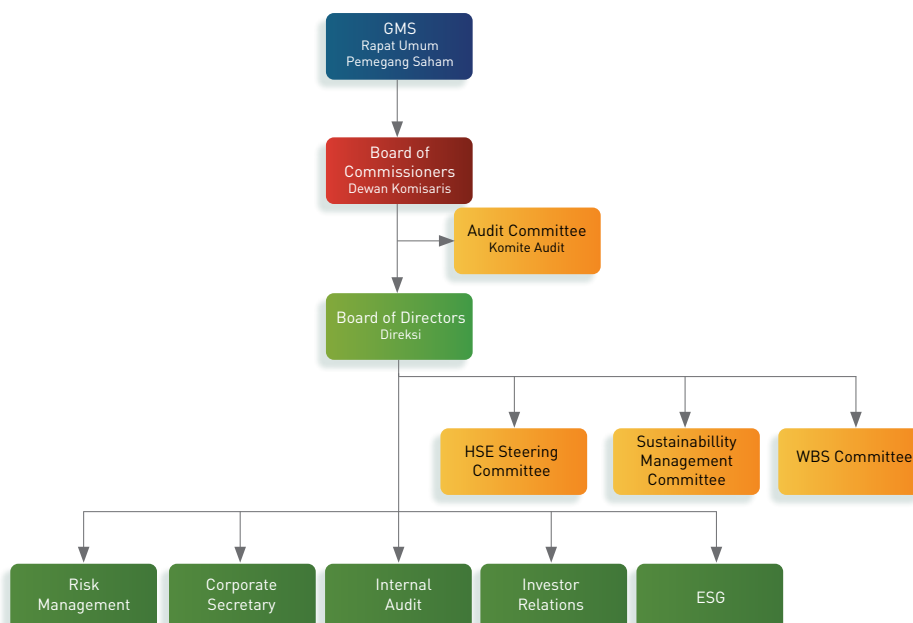 GMS
Rapat Umum
Pemegang Saham
Board of
Commissioners
Dewan Komisaris
Audit Committee
Komite Audit
Board of Directors
Direksi
HSE Steering
Committee
Sustainabillity
Management
Committee
WBS Committee
Risk
Management
Corporate
Secretary
Internal
Audit
Investor
Relations
ESG